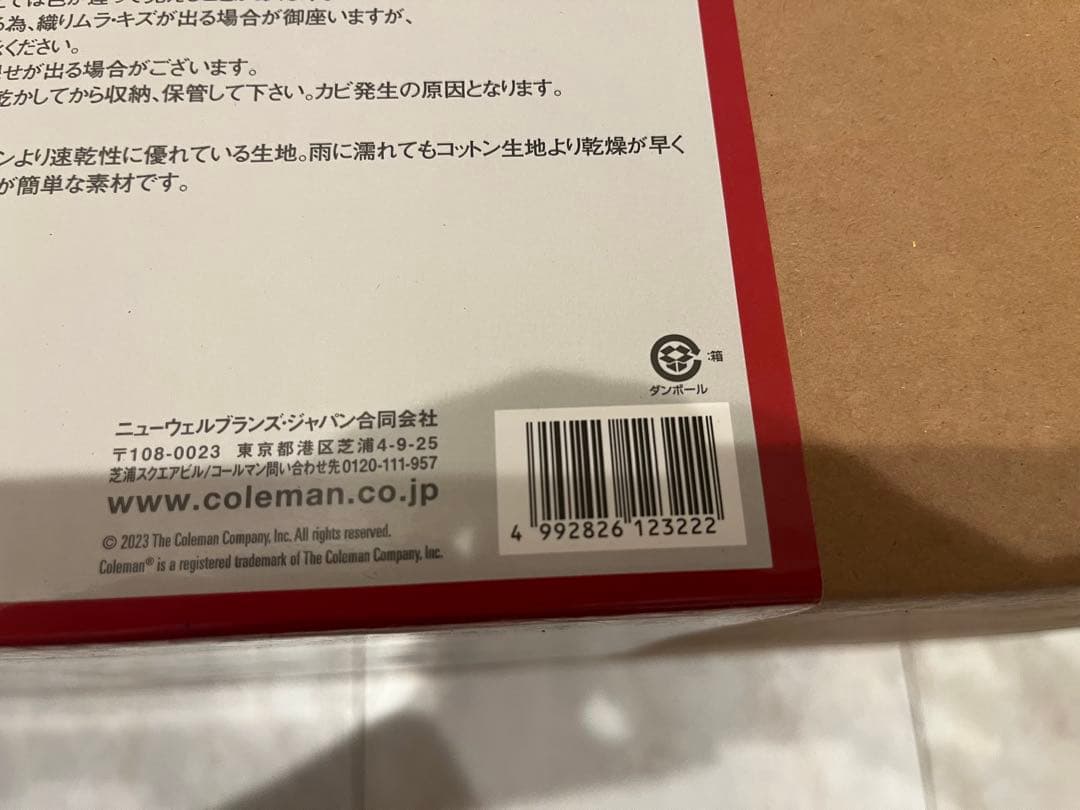 為、織りムラ・キズが出る場合が御座いますが、
ください。
せが出る場合がございます。
乾かしてから収納、保管して下さい。カビ発生の原因となります。
ンより速乾性に優れている生地。雨に濡れてもコットン生地より乾燥が早く
が簡単な素材です。
:箱
ダンボール
ニューウェルブランズ・ジャパン合同会社
〒108-0023 東京都港区芝浦4-9-25
芝浦スクエアビル/コールマン問い合わせ先0120-111-957
www.coleman.co.jp
© 2023 The Coleman Company, Inc. All rights reserved.
Coleman® is a registered trademark of The Coleman Company, Inc.
4 992826 123222